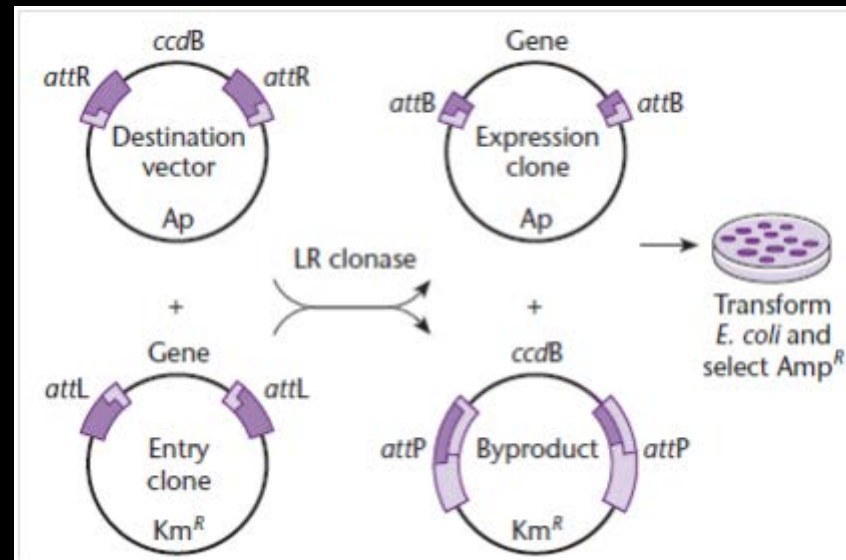 ccdB
attR
attR
Destination
vector
Ap
+
Gene
attL
attL
Entry
clone
KmR
LR clonase
Gene
attB
attB
Expression
clone
Ap
+
ccdB
attP
Byproduct
attP
KmR
Transform
E. coli and
select AmpR